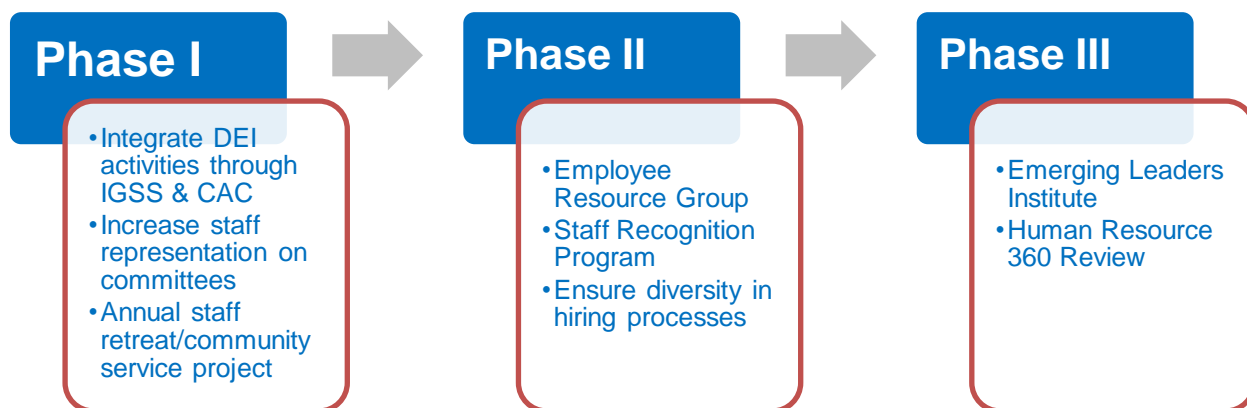 Phase I
•Integrate DEI
activities through
IGSS & CAC
•Increase staff
representation on
committees
•Annual staff
retreat/community
service project
Phase II
•Employee
Resource Group
•Staff Recognition
Program
•Ensure diversity in
hiring processes
Phase III
•Emerging Leaders
Institute
•Human Resource
360 Review